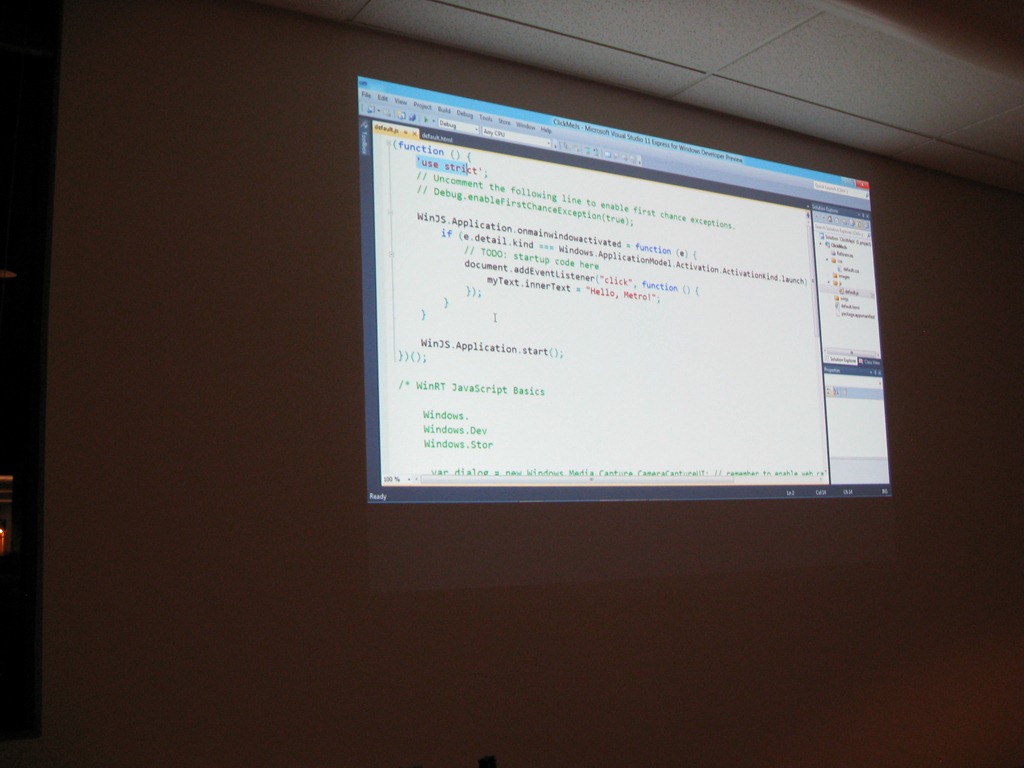 ClickMeJs - Microsoft Visual Studio 11 Express for Windows Developer Preview
File Edit View Project Build Debug Tools Store Window Help
Debug Any CPU
default.js default.html
Toolbox
(function () {
'use strict';
// Uncomment the following line to enable first chance exceptions.
// Debug.enableFirstChanceException(true);
WinJS.Application.onmainwindowactivated = function (e) {
if (e.detail.kind === Windows.ApplicationModel.Activation.ActivationKind.launch)
// TODO: startup code here
document.addEventListener("click", function () {
myText.innerText = "Hello, Metro!";
});
}
}
WinJS.Application.start();
})();
/* WinRT JavaScript Basics
Windows.
Windows.Dev
Windows.Stor
var dialog = new Windows.Media.Capture.CameraCaptureUI; // remember to enable web ca
100 %
Solution Explorer
ClickMeJs
References
default.js
Solution Explorer Class View
Properties
Ready